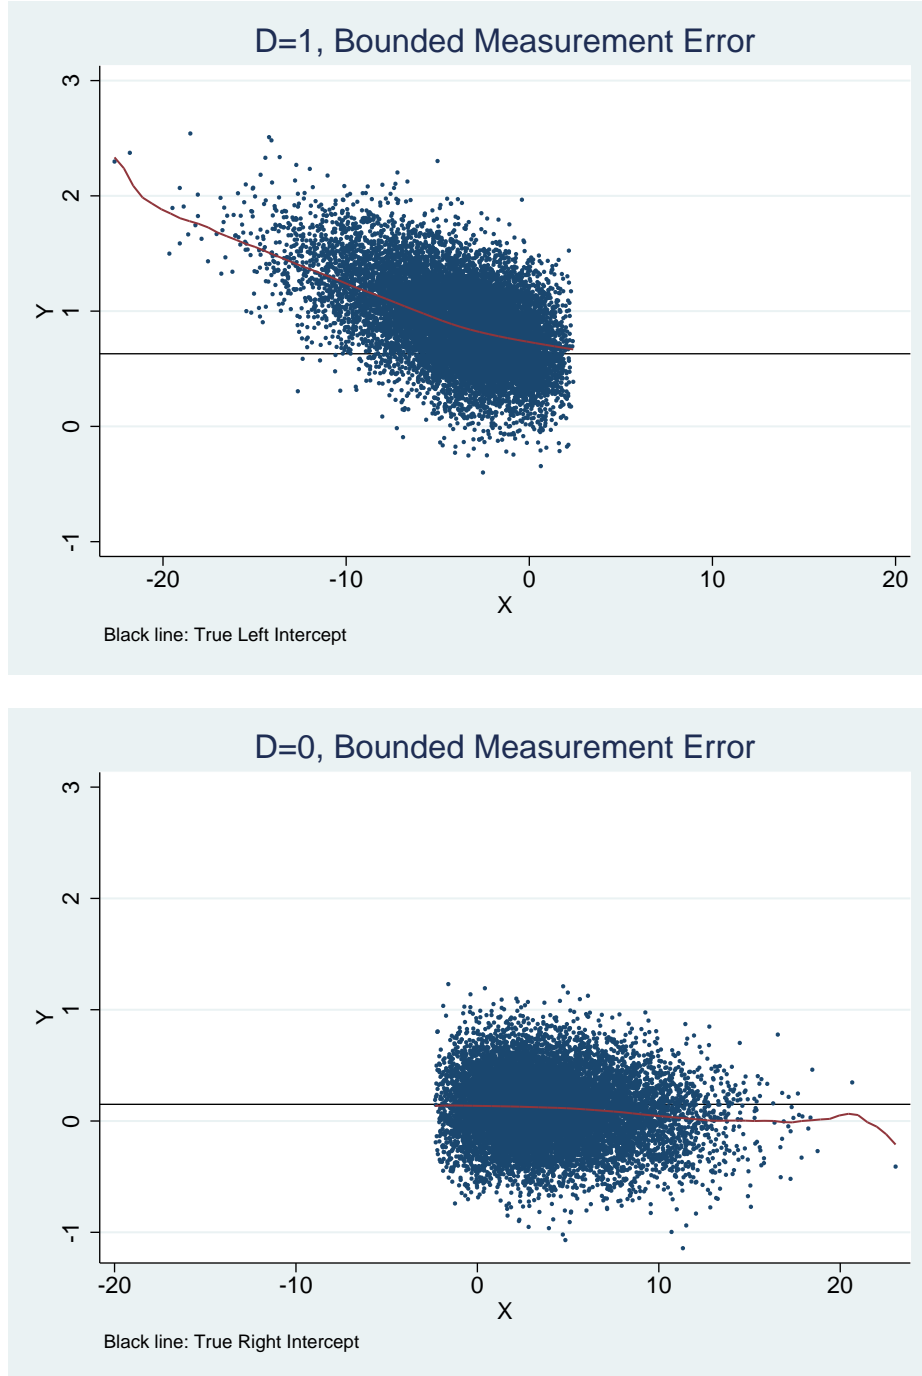 D=1, Bounded Measurement Error
3
2
1
0
-1
Y
-20 -10 0 10 20
X
Black line: True Left Intercept
D=0, Bounded Measurement Error
3
2
1
0
-1
Y
-20 -10 0 10 20
X
Black line: True Right Intercept